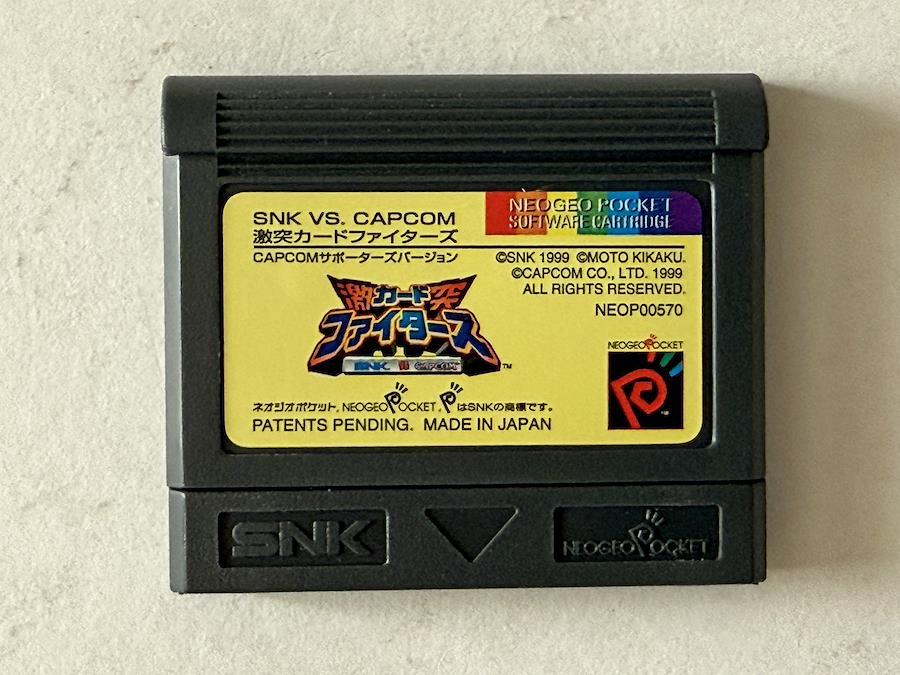 SNK VS. CAPCOM
激突カードファイターズ
CAPCOMサポーターズバージョン
NEOGEO POCKET
SOFTWARE CARTRIDGE
©SNK 1999 ©MOTO KIKAKU.
©CAPCOM CO., LTD. 1999
ALL RIGHTS RESERVED.
NEOP00570
激カード突
ファイターズ
SNK VS CAPCOM
TM
NEOGEO POCKET
ネオジオポケット, NEOGEO POCKET, PはSNKの商標です。
PATENTS PENDING. MADE IN JAPAN
SNK
NEOGEO POCKET